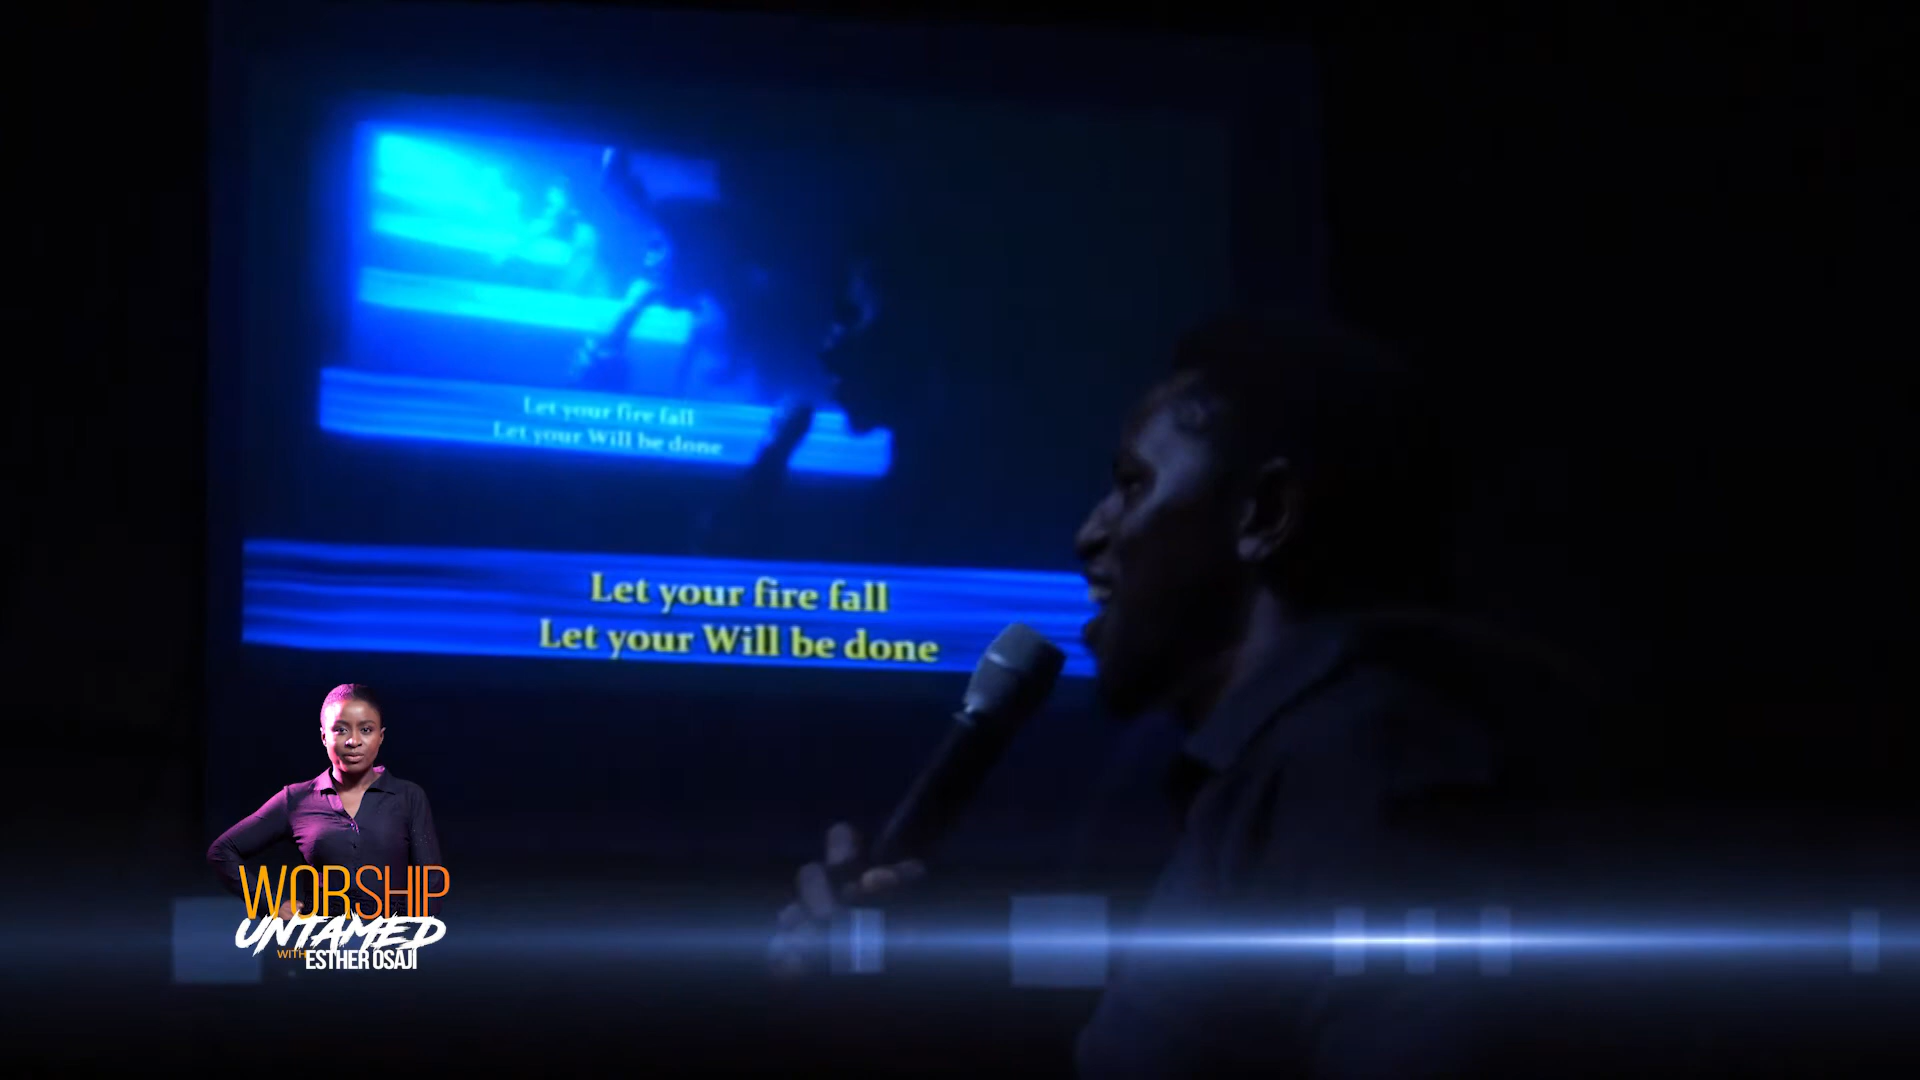 Let your fire fall
Let your Will be done
Let your fire fall
Let your Will be done
WORSHIP
UNTAMED
WITH ESTHER OSAJI